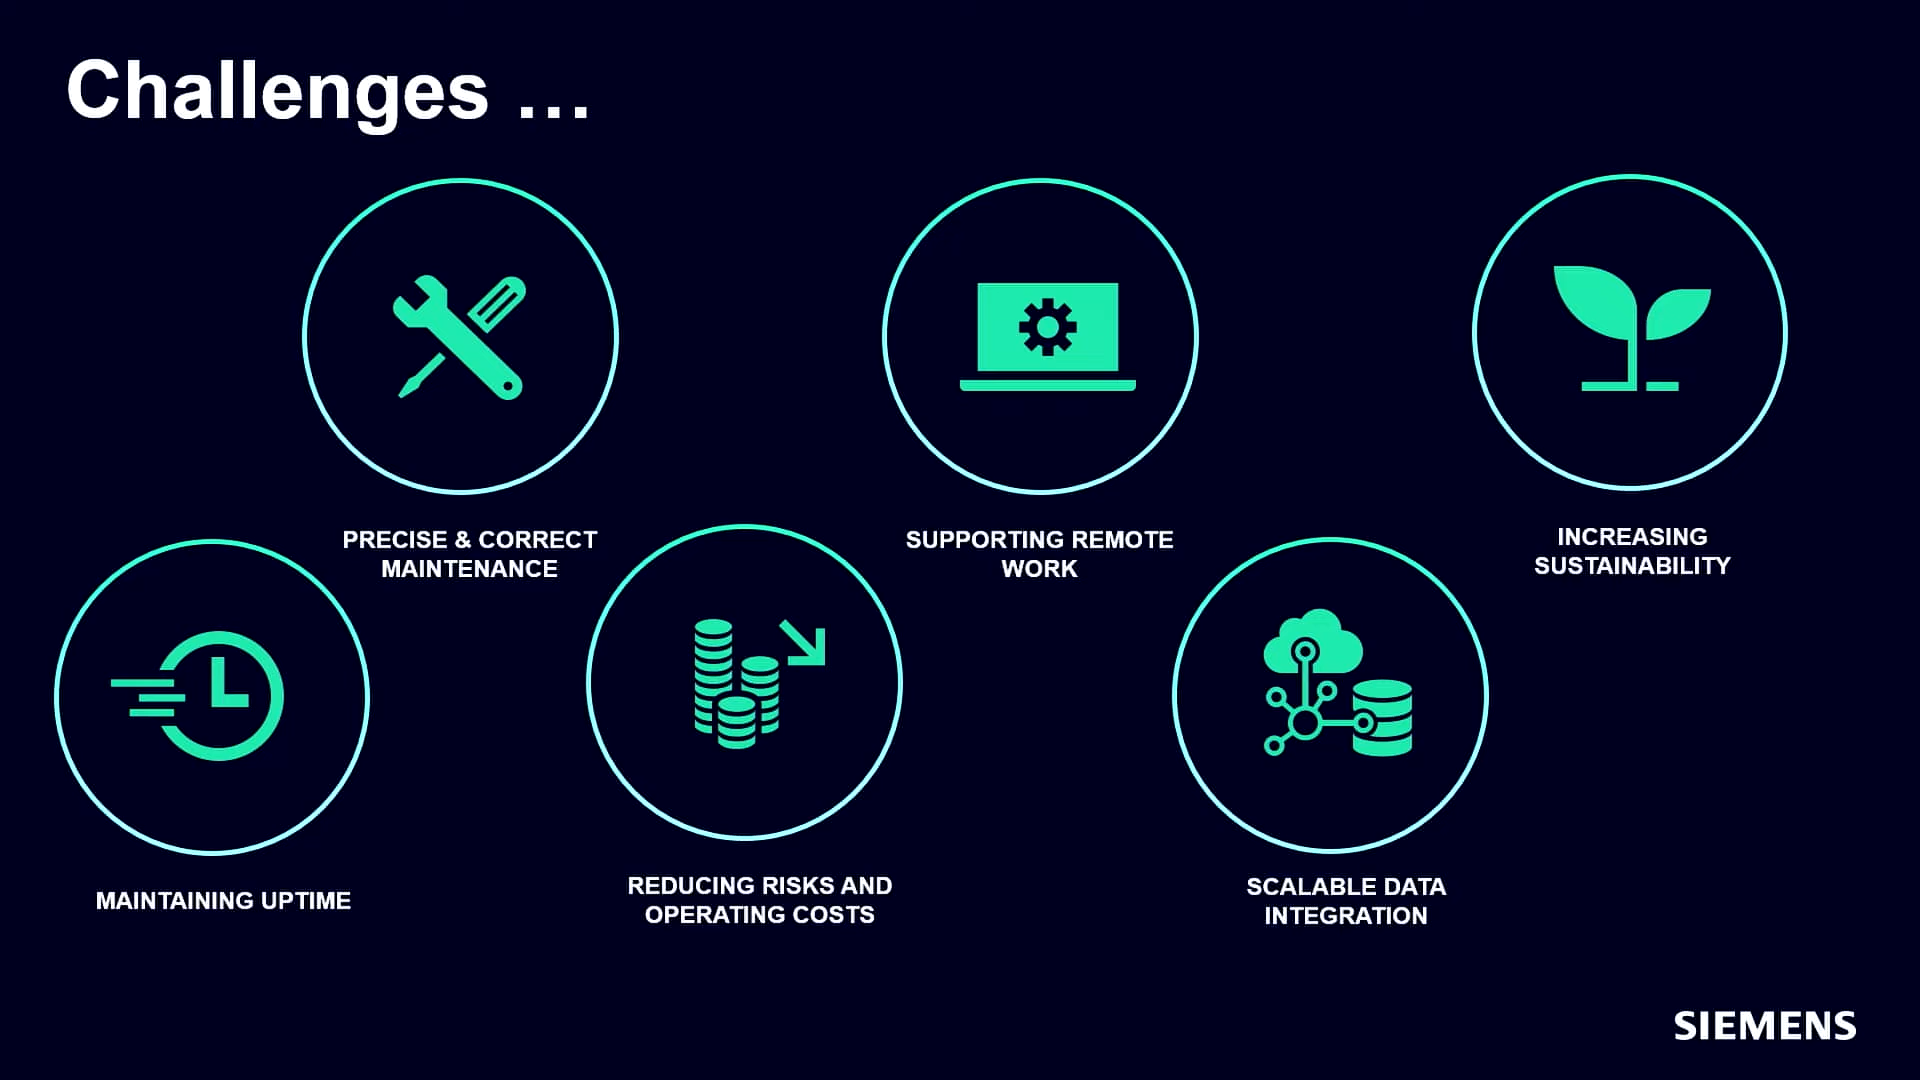 Challenges ...
PRECISE & CORRECT
MAINTENANCE
SUPPORTING REMOTE
WORK
INCREASING
SUSTAINABILITY
MAINTAINING UPTIME
REDUCING RISKS AND
OPERATING COSTS
SCALABLE DATA
INTEGRATION
SIEMENS